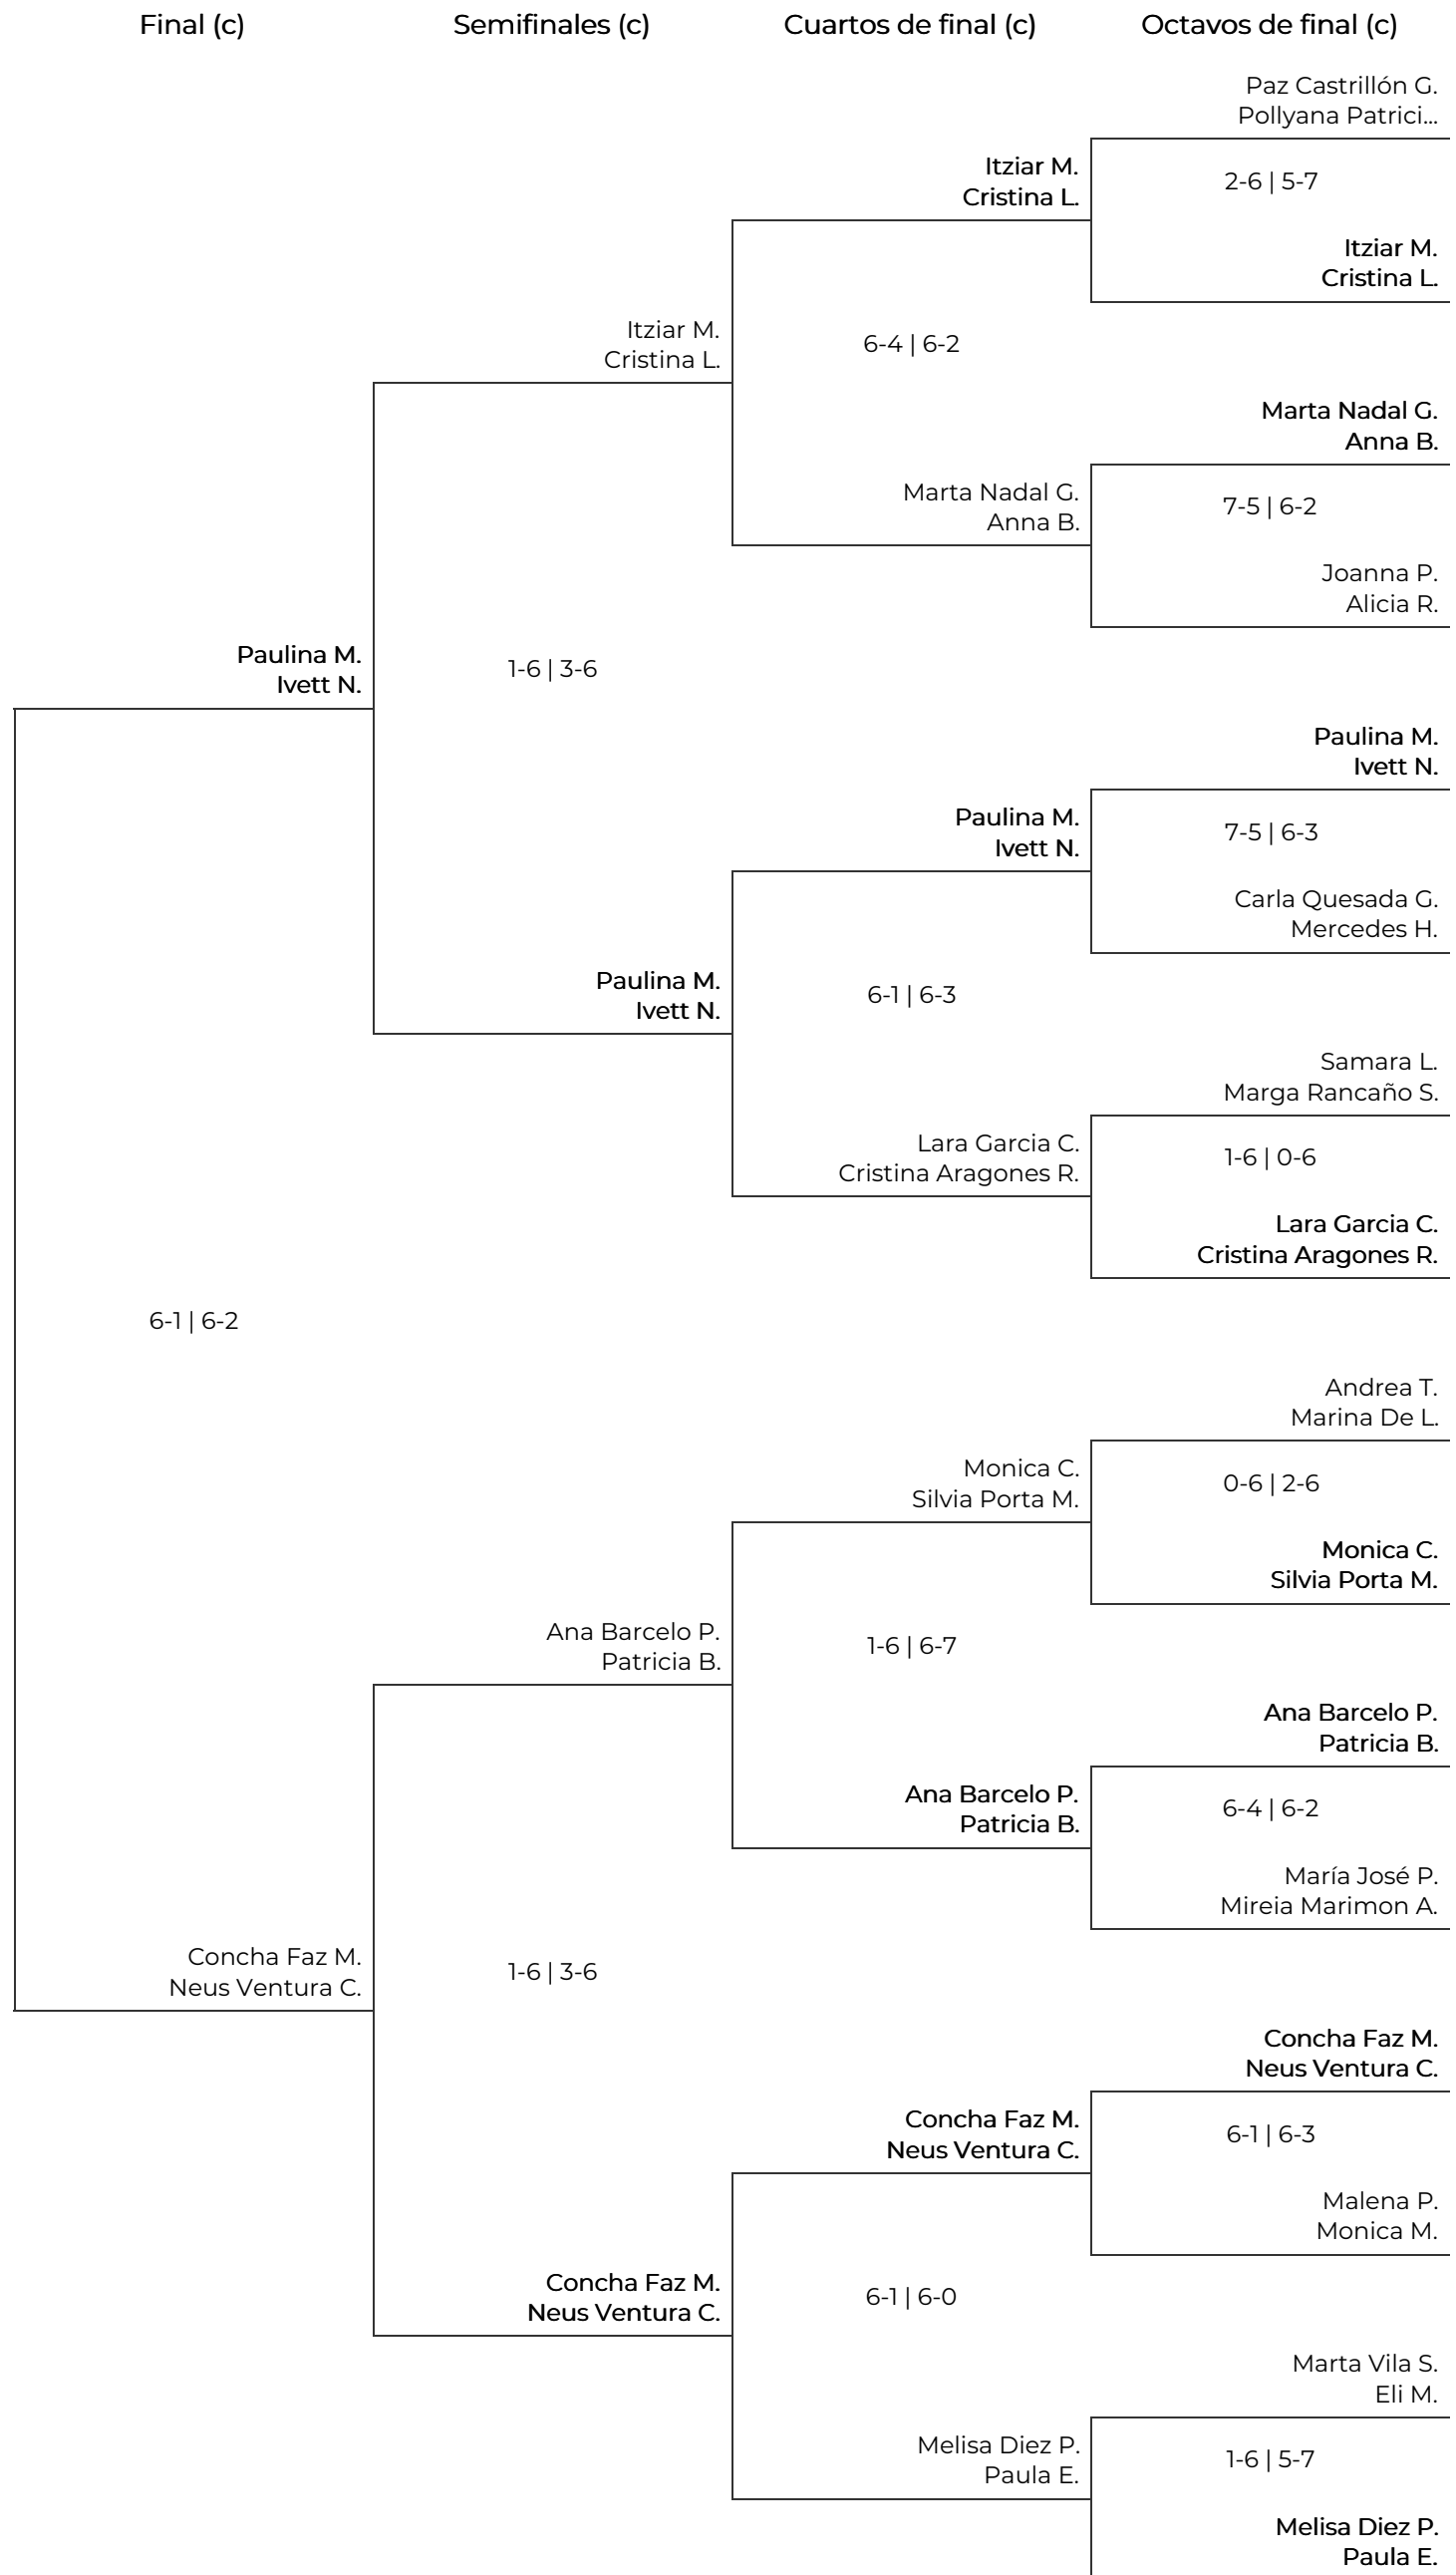 Final (c) Semifinales (c) Cuartos de final (c) Octavos de final (c)
Paz Castrillón G.
Pollyana Patrici...
Itziar M.
Cristina L.
2-6 | 5-7
Itziar M.
Cristina L.
Itziar M.
Cristina L.
6-4 | 6-2
Marta Nadal G.
Anna B.
Marta Nadal G.
Anna B.
7-5 | 6-2
Joanna P.
Alicia R.
Paulina M.
Ivett N.
1-6 | 3-6
Paulina M.
Ivett N.
Paulina M.
Ivett N.
7-5 | 6-3
Carla Quesada G.
Mercedes H.
Paulina M.
Ivett N.
6-1 | 6-3
Samara L.
Marga Rancaño S.
Lara Garcia C.
Cristina Aragones R.
1-6 | 0-6
Lara Garcia C.
Cristina Aragones R.
6-1 | 6-2
Andrea T.
Marina De L.
Monica C.
Silvia Porta M.
0-6 | 2-6
Monica C.
Silvia Porta M.
Ana Barcelo P.
Patricia B.
1-6 | 6-7
Ana Barcelo P.
Patricia B.
Ana Barcelo P.
Patricia B.
6-4 | 6-2
María José P.
Mireia Marimon A.
Concha Faz M.
Neus Ventura C.
1-6 | 3-6
Concha Faz M.
Neus Ventura C.
Concha Faz M.
Neus Ventura C.
6-1 | 6-3
Malena P.
Monica M.
Concha Faz M.
Neus Ventura C.
6-1 | 6-0
Marta Vila S.
Eli M.
Melisa Diez P.
Paula E.
1-6 | 5-7
Melisa Diez P.
Paula E.